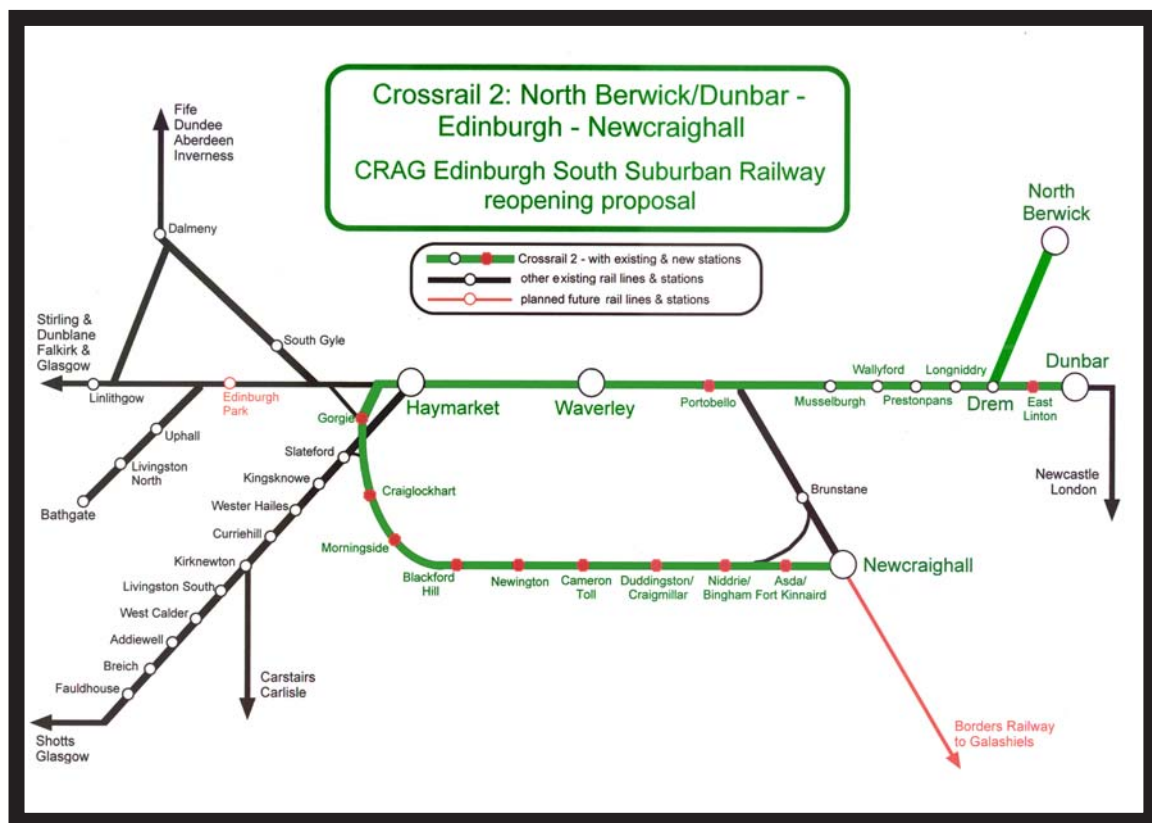 Crossrail 2: North Berwick/Dunbar -
Edinburgh - Newcraighall
CRAG Edinburgh South Suburban Railway
reopening proposal
Crossrail 2 - with existing & new stations
other existing rail lines & stations
planned future rail lines & stations
Fife
Dundee
Aberdeen
Inverness
Dalmeny
South Gyle
Stirling &
Dunblane
Falkirk &
Glasgow
Linlithgow
Edinburgh
Park
Uphall
Livingston
North
Bathgate
Haymarket
Waverley
Portobello
Musselburgh
Wallyford
Prestonpans
Longniddry
Drem
East
Linton
Dunbar
North
Berwick
Newcastle
London
Gorgie
Slateford
Kingsknowe
Wester Hailes
Curriehill
Kirknewton
Livingston South
West Calder
Addiewell
Breich
Fauldhouse
Shotts
Glasgow
Carstairs
Carlisle
Craiglockhart
Morningside
Blackford
Hill
Newington
Cameron
Toll
Duddingston/
Craigmillar
Niddrie/
Bingham
Asda/
Fort Kinnaird
Brunstane
Newcraighall
Borders Railway
to Galashiels